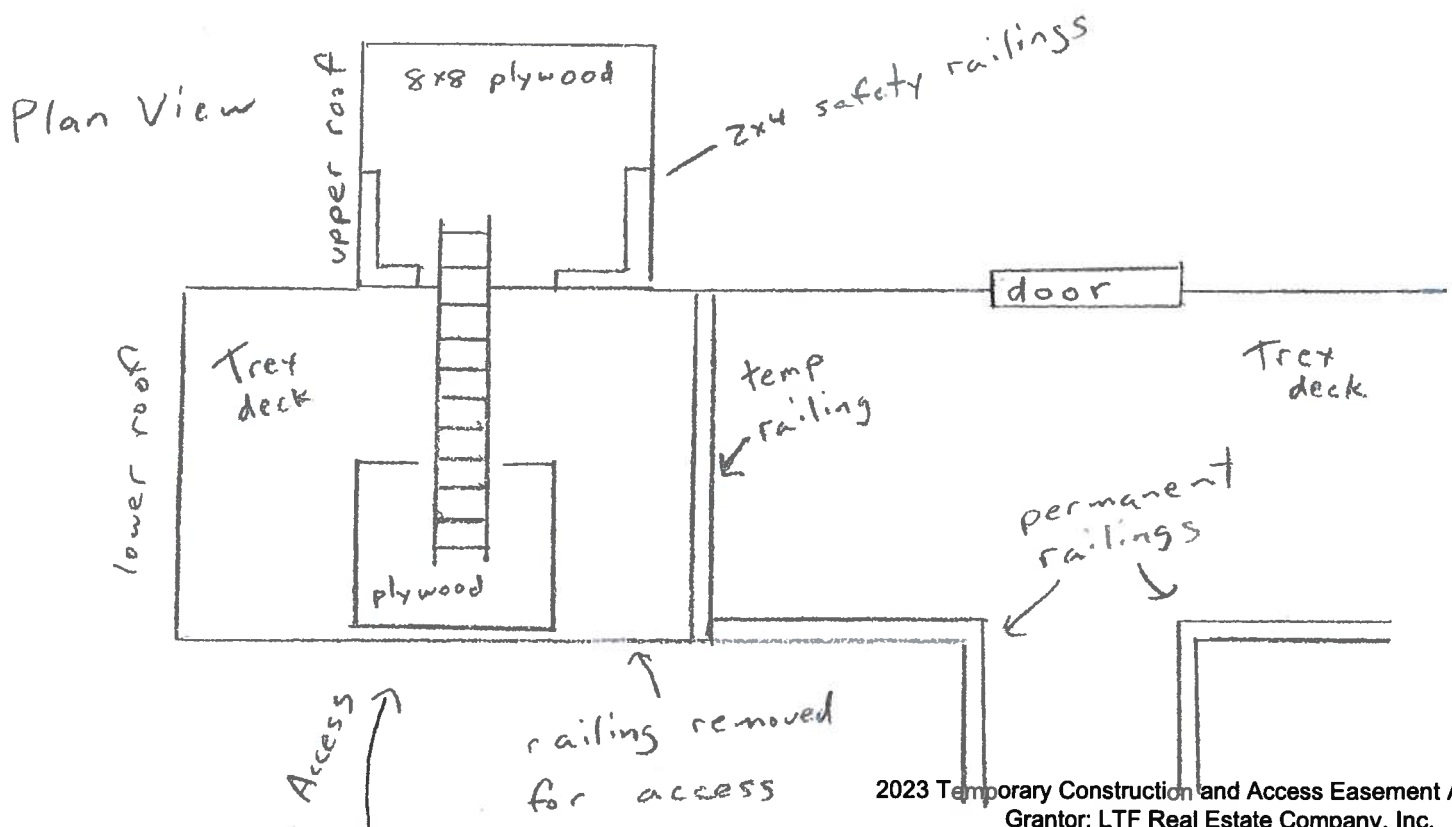 Plan View
upper roof
8x8 plywood
2x4 safety railings
door
lower roof
Trex
deck
temp
railing
Trex
deck
permanent
railings
plywood
Access
railing removed
for access
2023 Temporary Construction and Access Easement A
Grantor: LTF Real Estate Company, Inc.